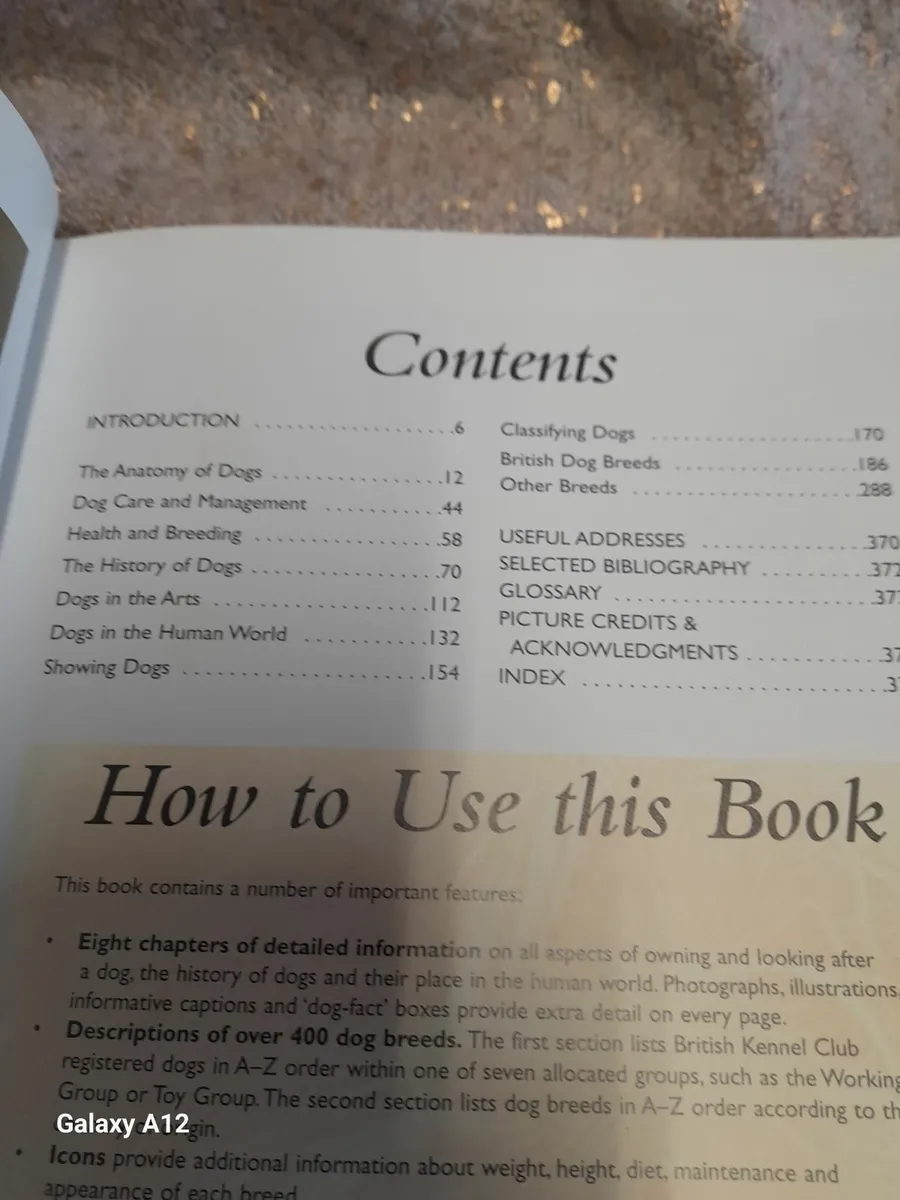 Contents
INTRODUCTION ....................6
The Anatomy of Dogs ................12
Dog Care and Management ...........44
Health and Breeding .................58
The History of Dogs ..................70
Dogs in the Arts .....................112
Dogs in the Human World ............132
Showing Dogs .......................154
Classifying Dogs ....................170
British Dog Breeds ..................186
Other Breeds ......................288
USEFUL ADDRESSES ................370
SELECTED BIBLIOGRAPHY ..........
GLOSSARY ........................
PICTURE CREDITS &
ACKNOWLEDGMENTS ............
INDEX ............................
How to Use this Book
This book contains a number of important features:
• Eight chapters of detailed information on all aspects of owning and looking after
a dog, the history of dogs and their place in the human world. Photographs, illustrations,
informative captions and ‘dog-fact’ boxes provide extra detail on every page.
• Descriptions of over 400 dog breeds. The first section lists British Kennel Club
registered dogs in A–Z order within one of seven allocated groups, such as the Working
Group or Toy Group. The second section lists dog breeds in A–Z order according to
Galaxy A12
• Icons provide additional information about weight, height, diet, maintenance and
appearance of each breed